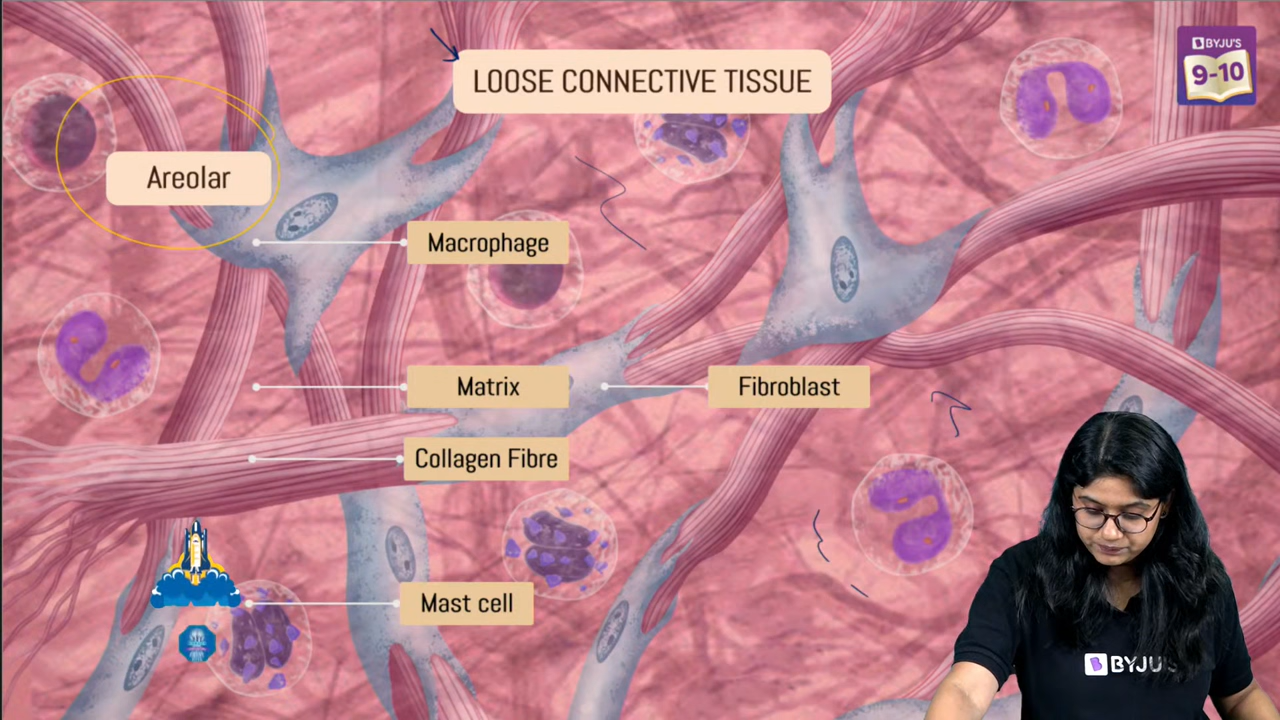 LOOSE CONNECTIVE TISSUE
BYJU'S
9-10
Areolar
Macrophage
Matrix
Fibroblast
Collagen Fibre
Mast cell
BYJU'S